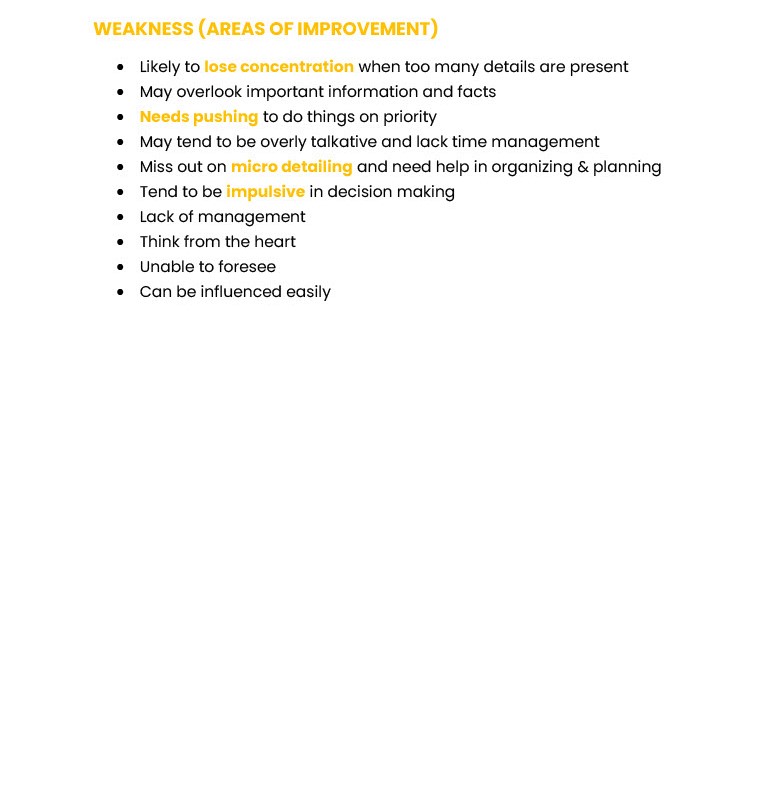 WEAKNESS (AREAS OF IMPROVEMENT)
• Likely to lose concentration when too many details are present
• May overlook important information and facts
• Needs pushing to do things on priority
• May tend to be overly talkative and lack time management
• Miss out on micro detailing and need help in organizing & planning
• Tend to be impulsive in decision making
• Lack of management
• Think from the heart
• Unable to foresee
• Can be influenced easily